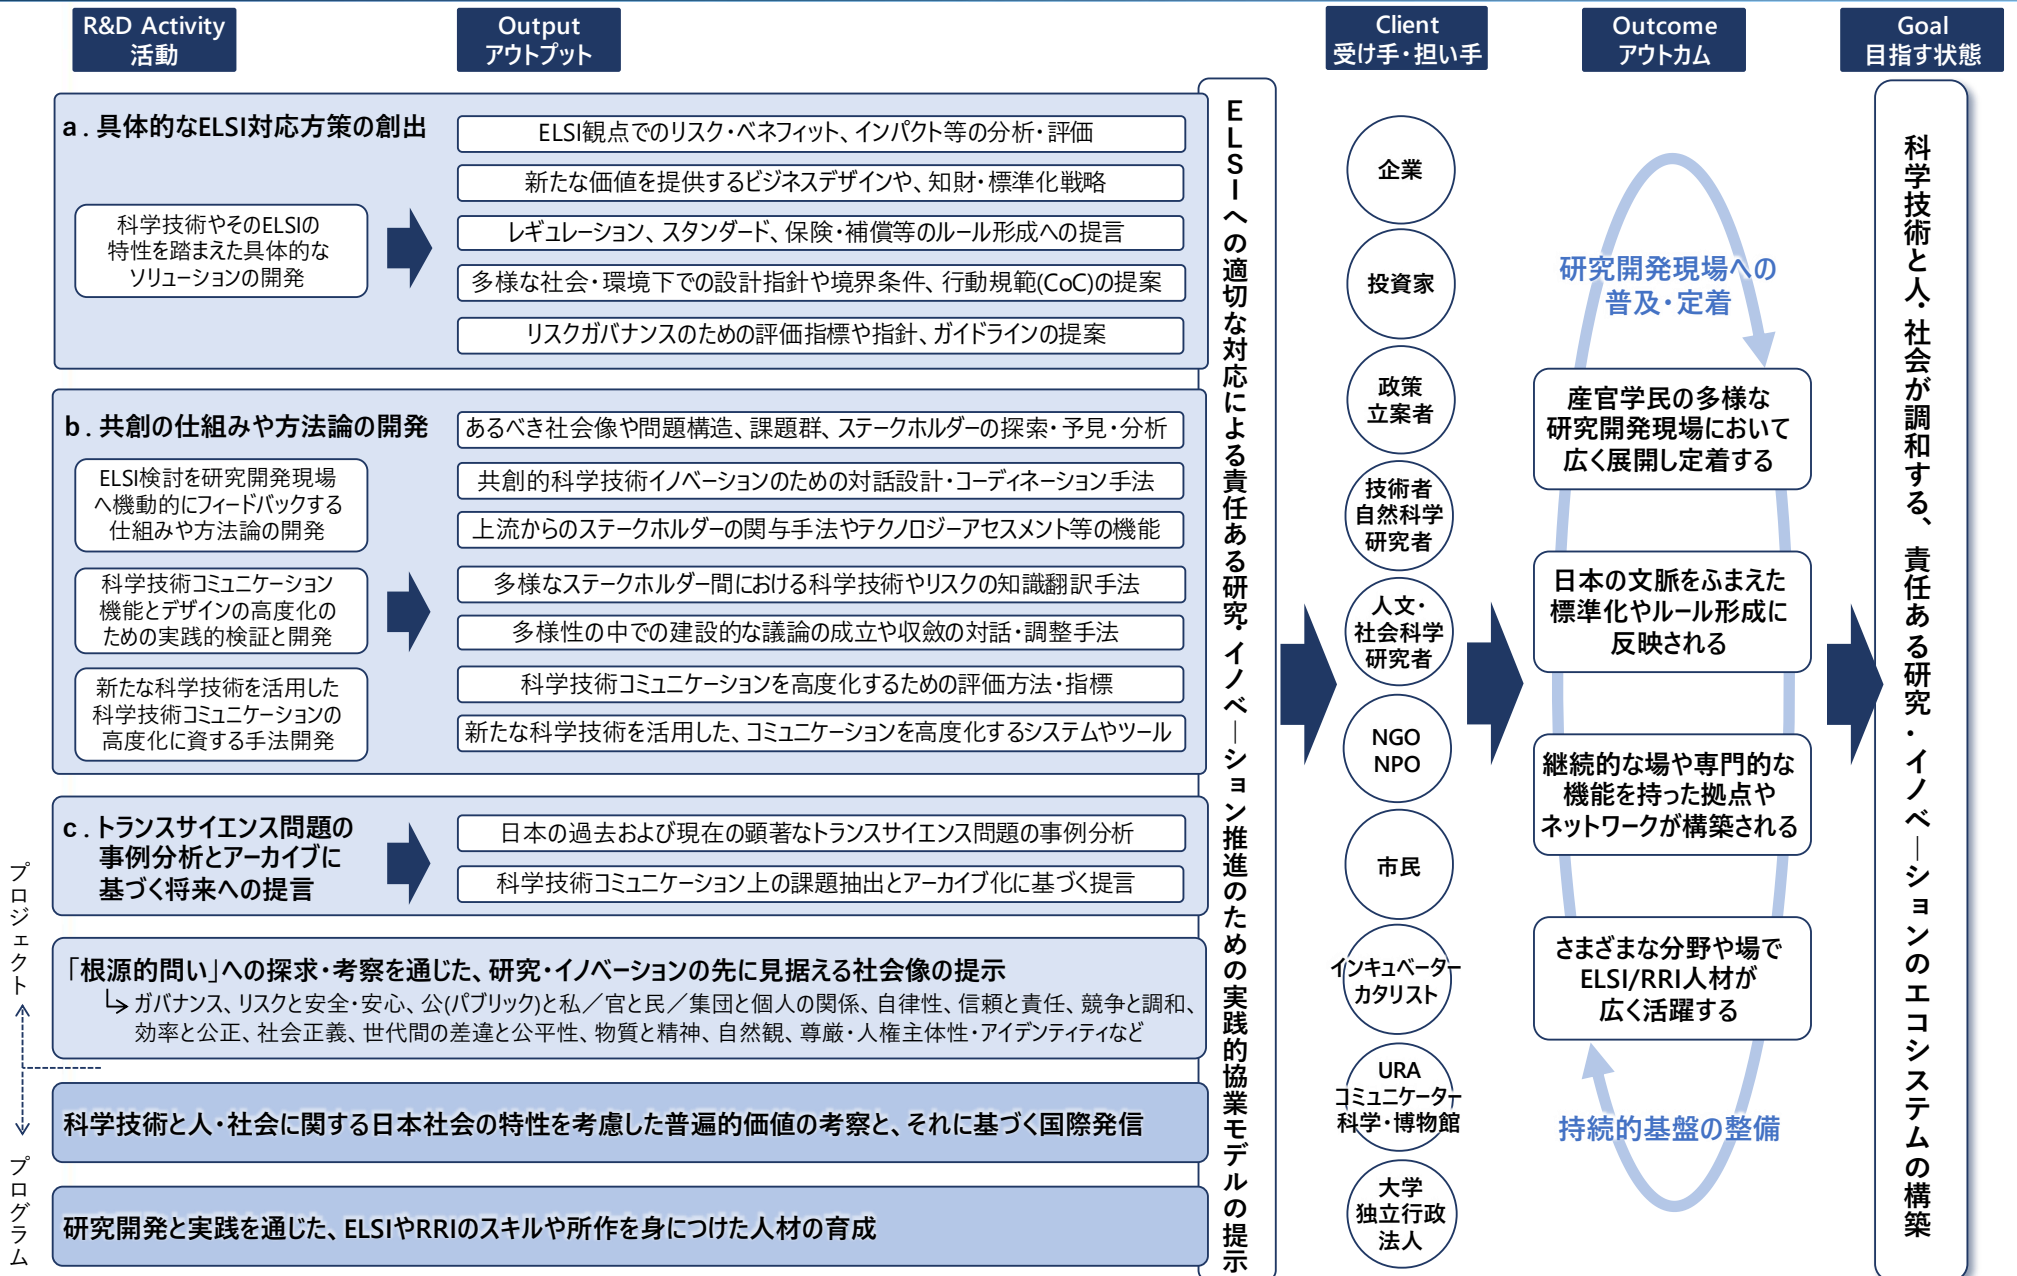 R&D Activity
活動
Output
アウトプット
Client
受け手・担い手
Outcome
アウトカム
Goal
目指す状態
a．具体的なELSI対応方策の創出
科学技術やそのELSIの
特性を踏まえた具体的な
ソリューションの開発
ELSI観点でのリスク・ベネフィット、インパクト等の分析・評価
新たな価値を提供するビジネスデザインや、知財・標準化戦略
レギュレーション、スタンダード、保険・補償等のルール形成への提言
多様な社会・環境下での設計指針や境界条件、行動規範(CoC)の提案
リスクガバナンスのための評価指標や指針、ガイドラインの提案
b．共創の仕組みや方法論の開発
ELSI検討を研究開発現場
へ機動的にフィードバックする
仕組みや方法論の開発
科学技術コミュニケーション
機能とデザインの高度化の
ための実践的検証と開発
新たな科学技術を活用した
科学技術コミュニケーションの
高度化に資する手法開発
あるべき社会像や問題構造、課題群、ステークホルダーの探索・予見・分析
共創的科学技術イノベーションのための対話設計・コーディネーション手法
上流からのステークホルダーの関与手法やテクノロジーアセスメント等の機能
多様なステークホルダー間における科学技術やリスクの知識翻訳手法
多様性の中での建設的な議論の成立や収斂の対話・調整手法
科学技術コミュニケーションを高度化するための評価方法・指標
新たな科学技術を活用した、コミュニケーションを高度化するシステムやツール
c．トランスサイエンス問題の
事例分析とアーカイブに
基づく将来への提言
日本の過去および現在の顕著なトランスサイエンス問題の事例分析
科学技術コミュニケーション上の課題抽出とアーカイブ化に基づく提言
「根源的問い」への探求・考察を通じた、研究・イノベーションの先に見据える社会像の提示
ガバナンス、リスクと安全・安心、公(パブリック)と私／官と民／集団と個人の関係、自律性、信頼と責任、競争と調和、
効率と公正、社会正義、世代間の差違と公平性、物質と精神、自然観、尊厳・人権主体性・アイデンティティなど
科学技術と人・社会に関する日本社会の特性を考慮した普遍的価値の考察と、それに基づく国際発信
研究開発と実践を通じた、ELSIやRRIのスキルや所作を身につけた人材の育成
プロジェクト
プログラム
ELSIへの適切な対応による責任ある研究・イノベーション推進のための実践的協業モデルの提示
企業
投資家
政策
立案者
技術者
自然科学
研究者
人文・
社会科学
研究者
NGO
NPO
市民
インキュベーター
カタリスト
URA
コミュニケーター
科学・博物館
大学
独立行政
法人
研究開発現場への
普及・定着
産官学民の多様な
研究開発現場において
広く展開し定着する
日本の文脈をふまえた
標準化やルール形成に
反映される
継続的な場や専門的な
機能を持った拠点や
ネットワークが構築される
さまざまな分野や場で
ELSI/RRI人材が
広く活躍する
持続的基盤の整備
科学技術と人・社会が調和する、責任ある研究・イノベーションのエコシステムの構築